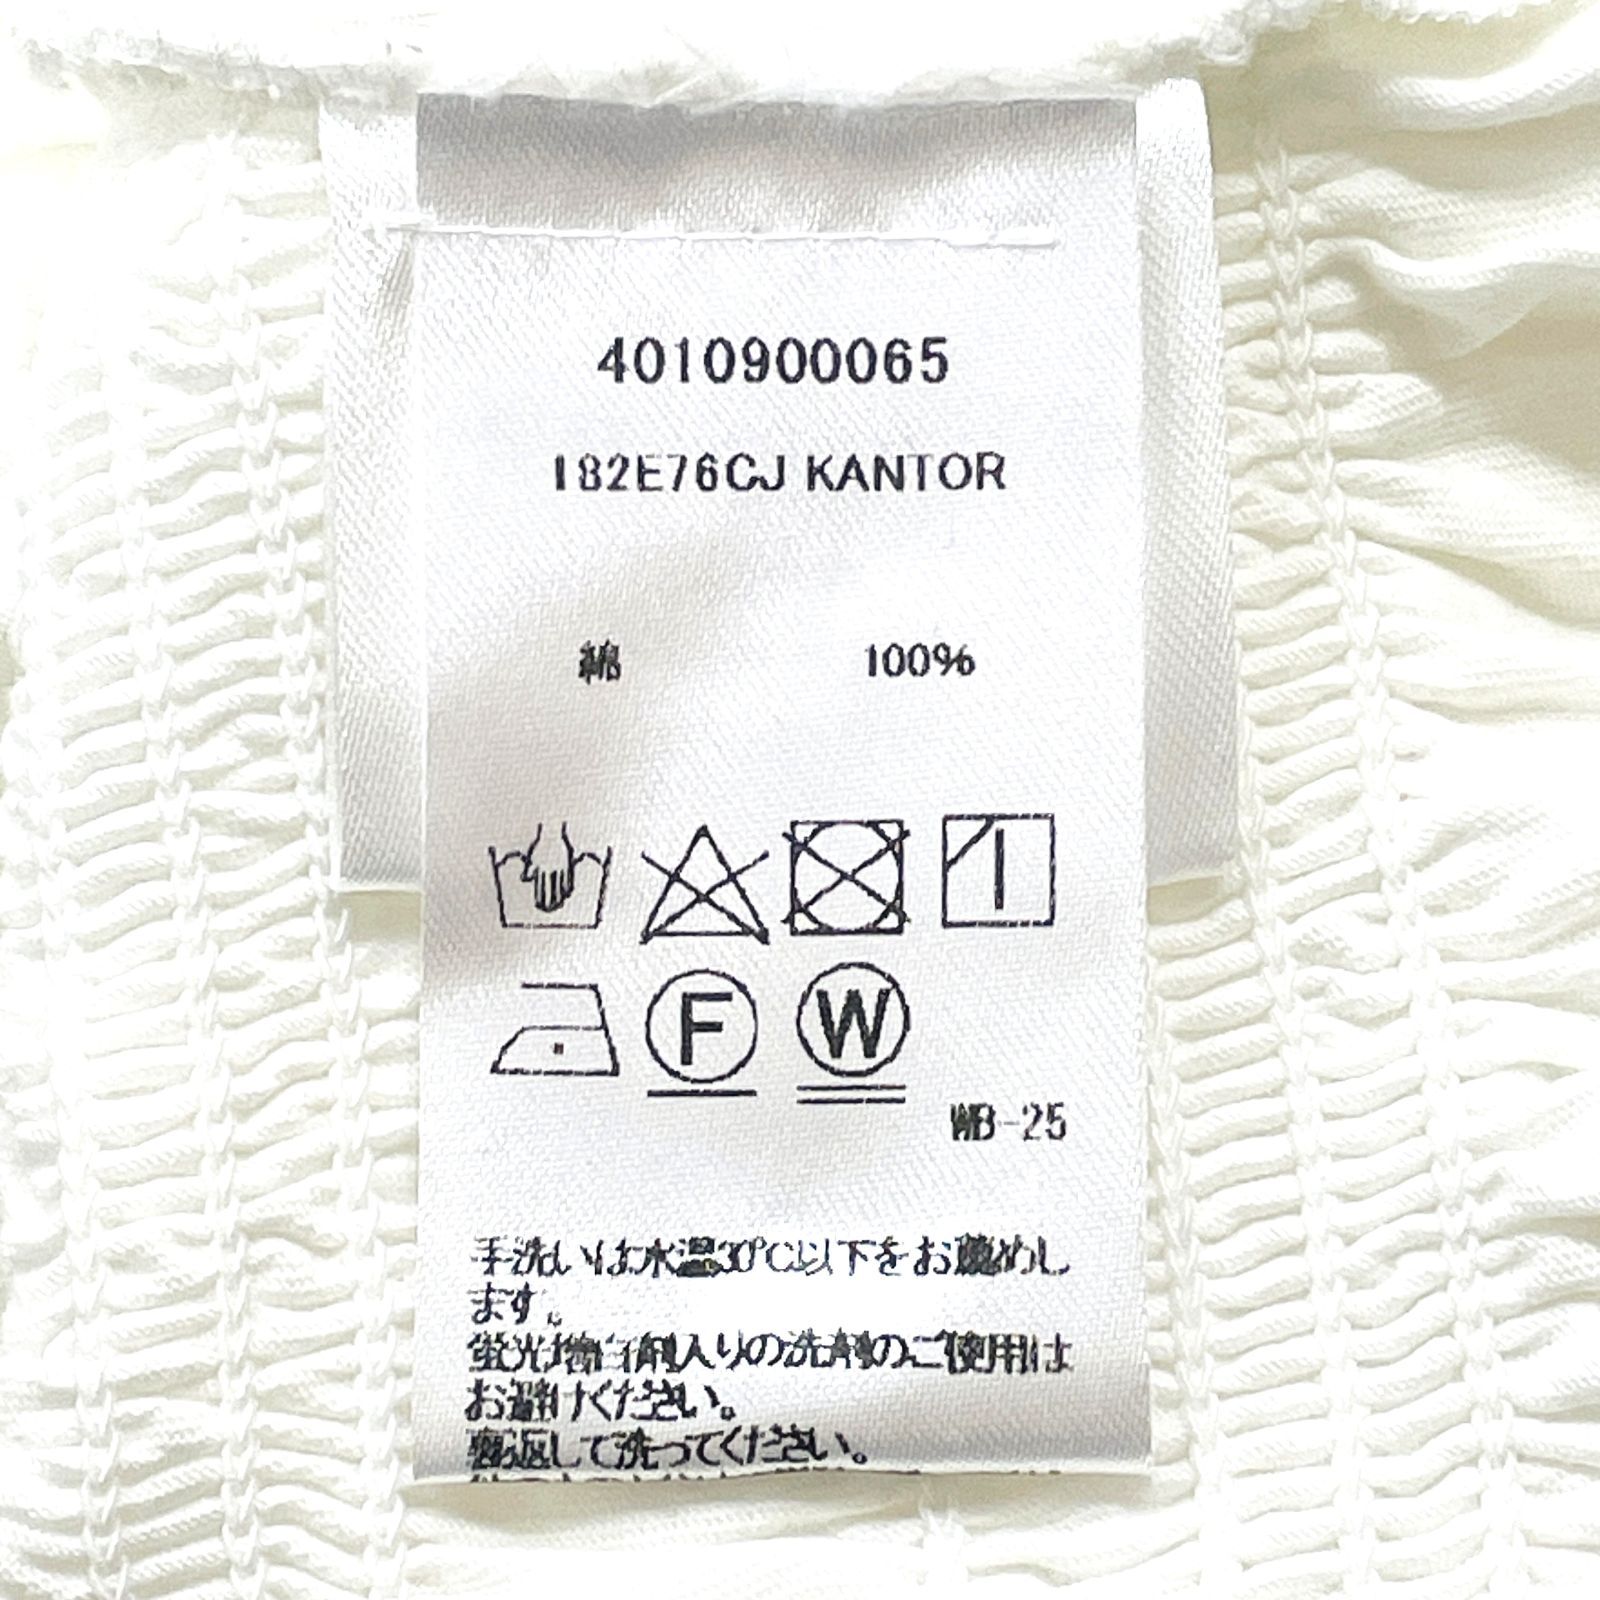 4010900065
182E76CJ KANTOR
綿 100%
F W
WB-25
手洗いは水温30℃以下をお薦めし
ます。
蛍光増白剤入りの洗剤のご使用は
お避けください。
裏返して洗ってください。